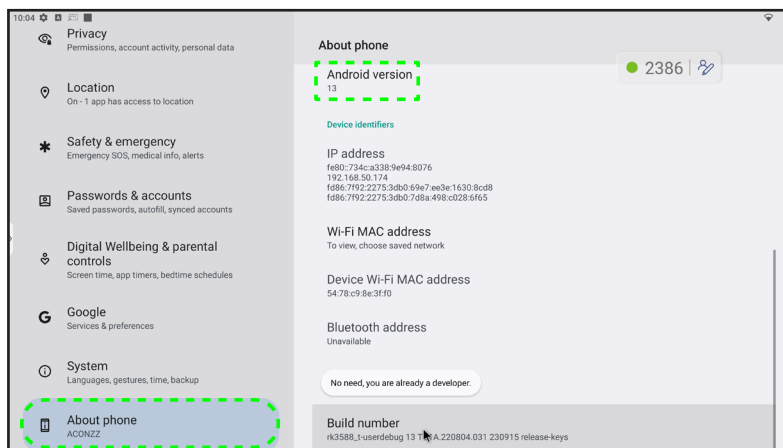 10:04
Privacy
Permissions, account activity, personal data
Location
On - 1 app has access to location
Safety & emergency
Emergency SOS, medical info, alerts
Passwords & accounts
Saved passwords, autofill, synced accounts
Digital Wellbeing & parental
controls
Screen time, app timers, bedtime schedules
Google
Services & preferences
System
Languages, gestures, time, backup
About phone
ACONZZ
About phone
2386
Android version
13
Device identifiers
IP address
fe80::734c:a338:9e94:8076
192.168.50.174
fd86:7f92:2275:3db0:69e7:ee3e:1630:8cd8
fd86:7f92:2275:3db0:7d8a:498:c028:6f65
Wi-Fi MAC address
To view, choose saved network
Device Wi-Fi MAC address
54:78:c9:8e:3f:f0
Bluetooth address
Unavailable
No need, you are already a developer.
Build number
rk3588_t-userdebug 13 A.220804.031 230915 release-keys